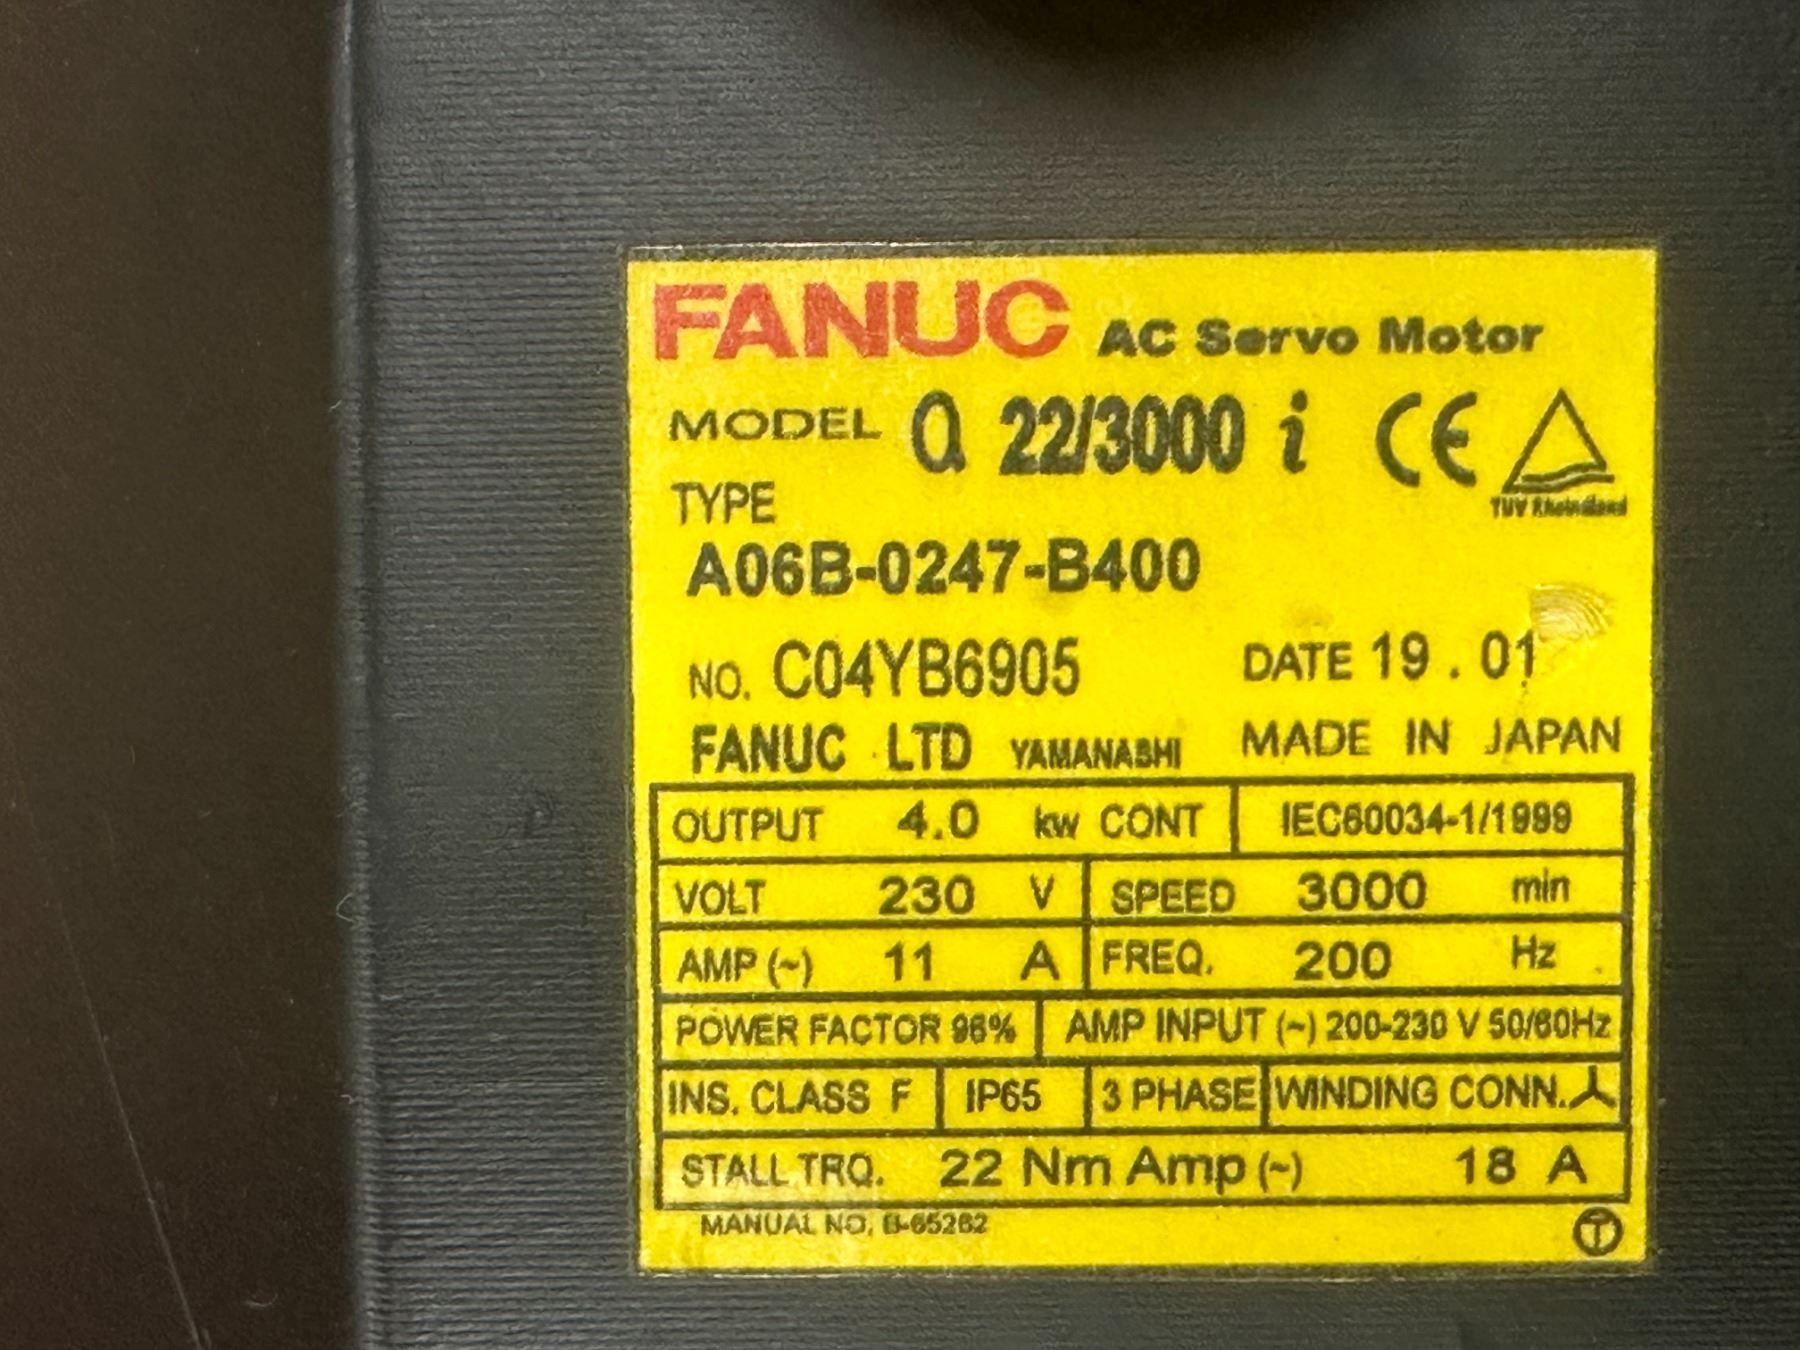 FANUC AC Servo Motor
MODEL α 22/3000 i CE
TUV Rheinland
TYPE
A06B-0247-B400
NO. C04YB6905 DATE 19.01
FANUC LTD YAMANASHI MADE IN JAPAN
OUTPUT 4.0 kw CONT IEC60034-1/1999
VOLT 230 V SPEED 3000 min
AMP (~) 11 A FREQ. 200 Hz
POWER FACTOR 96% AMP INPUT (~) 200-230 V 50/60Hz
INS. CLASS F IP65 3 PHASE WINDING CONN.
STALL TRQ. 22 Nm Amp (~) 18 A
MANUAL NO, B-65262
T